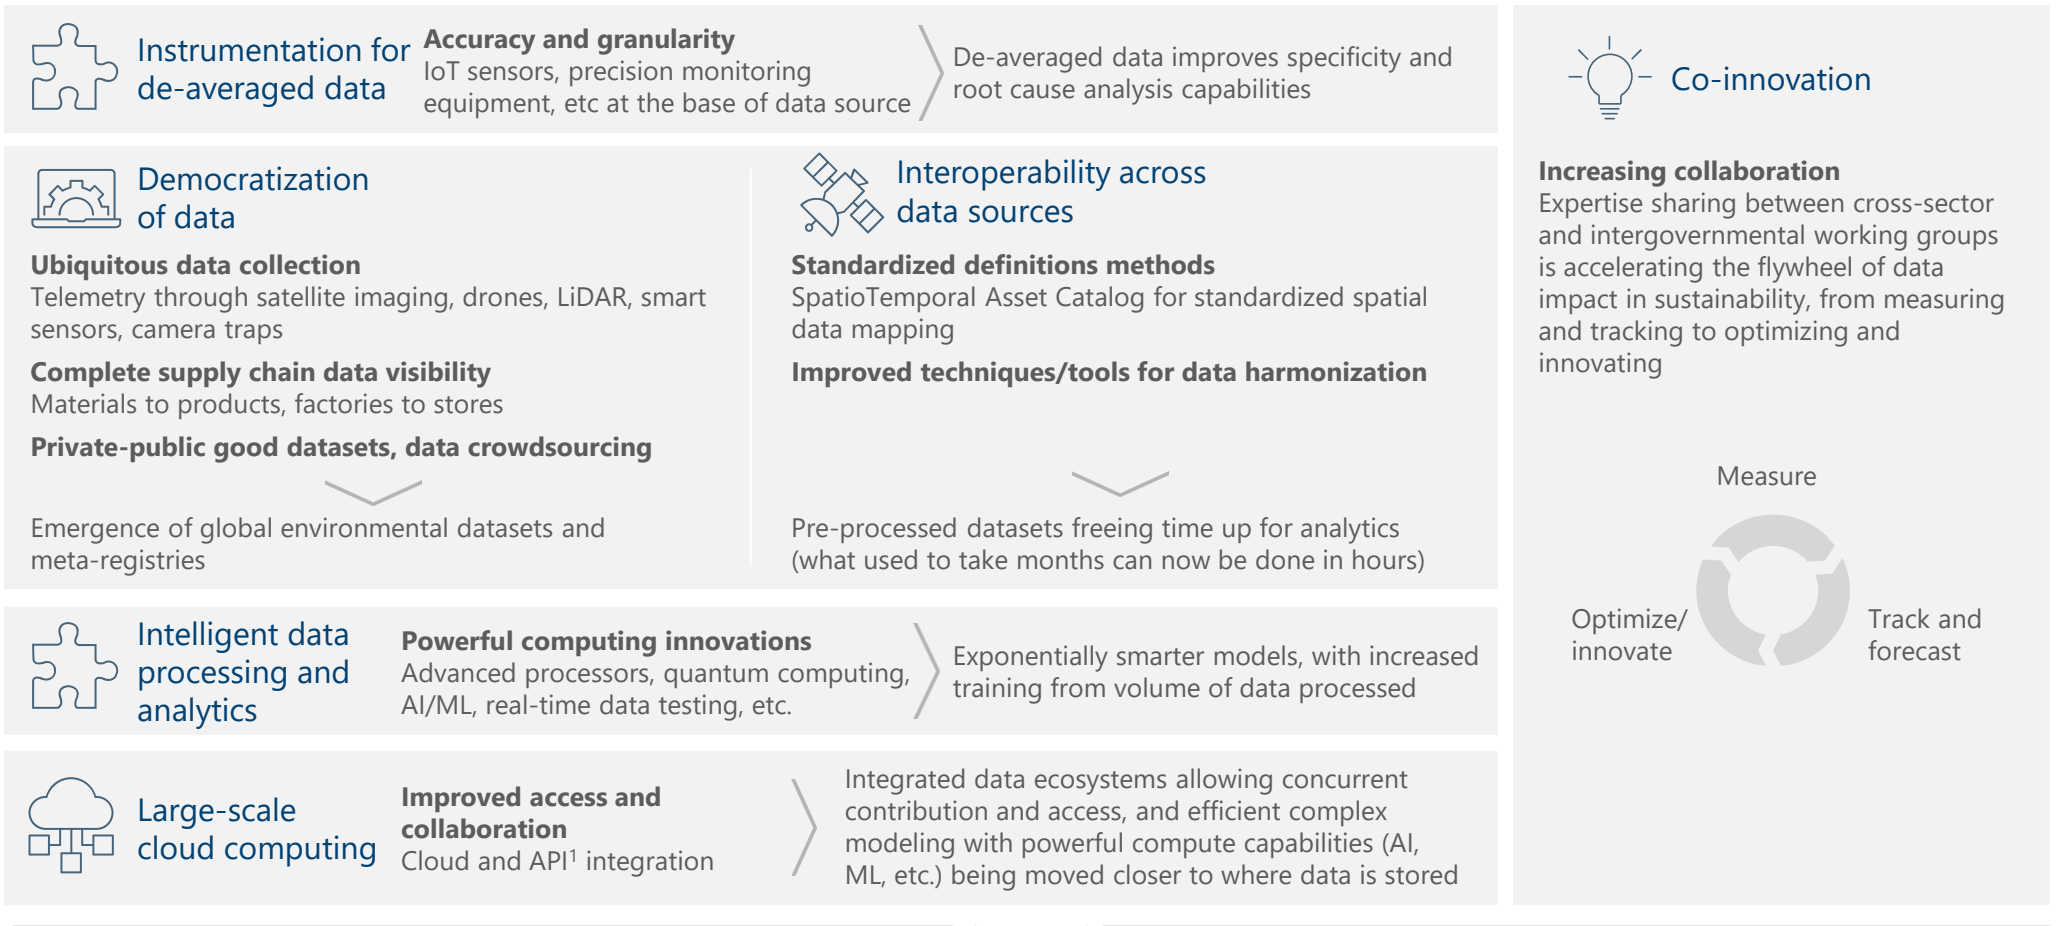 Instrumentation for
de-averaged data
Accuracy and granularity
IoT sensors, precision monitoring
equipment, etc at the base of data source
De-averaged data improves specificity and
root cause analysis capabilities
Democratization
of data
Ubiquitous data collection
Telemetry through satellite imaging, drones, LiDAR, smart
sensors, camera traps
Complete supply chain data visibility
Materials to products, factories to stores
Private-public good datasets, data crowdsourcing
Emergence of global environmental datasets and
meta-registries
Interoperability across
data sources
Standardized definitions methods
SpatioTemporal Asset Catalog for standardized spatial
data mapping
Improved techniques/tools for data harmonization
Pre-processed datasets freeing time up for analytics
(what used to take months can now be done in hours)
Intelligent data
processing and
analytics
Powerful computing innovations
Advanced processors, quantum computing,
AI/ML, real-time data testing, etc.
Exponentially smarter models, with increased
training from volume of data processed
Large-scale
cloud computing
Improved access and
collaboration
Cloud and API¹ integration
Integrated data ecosystems allowing concurrent
contribution and access, and efficient complex
modeling with powerful compute capabilities (AI,
ML, etc.) being moved closer to where data is stored
Co-innovation
Increasing collaboration
Expertise sharing between cross-sector
and intergovernmental working groups
is accelerating the flywheel of data
impact in sustainability, from measuring
and tracking to optimizing and
innovating
Measure
Optimize/
innovate
Track and
forecast